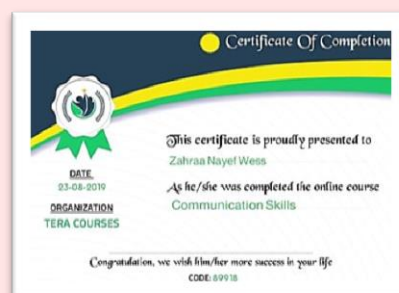 Certificate Of Completion
This certificate is proudly presented to
Zahraa Nayef Wess
DATE
23-08-2019
As he/she was completed the online course
Communication Skills
ORGANIZATION
TERA COURSES
Congratulation, we wish him/her more success in your life
CODE: 69918